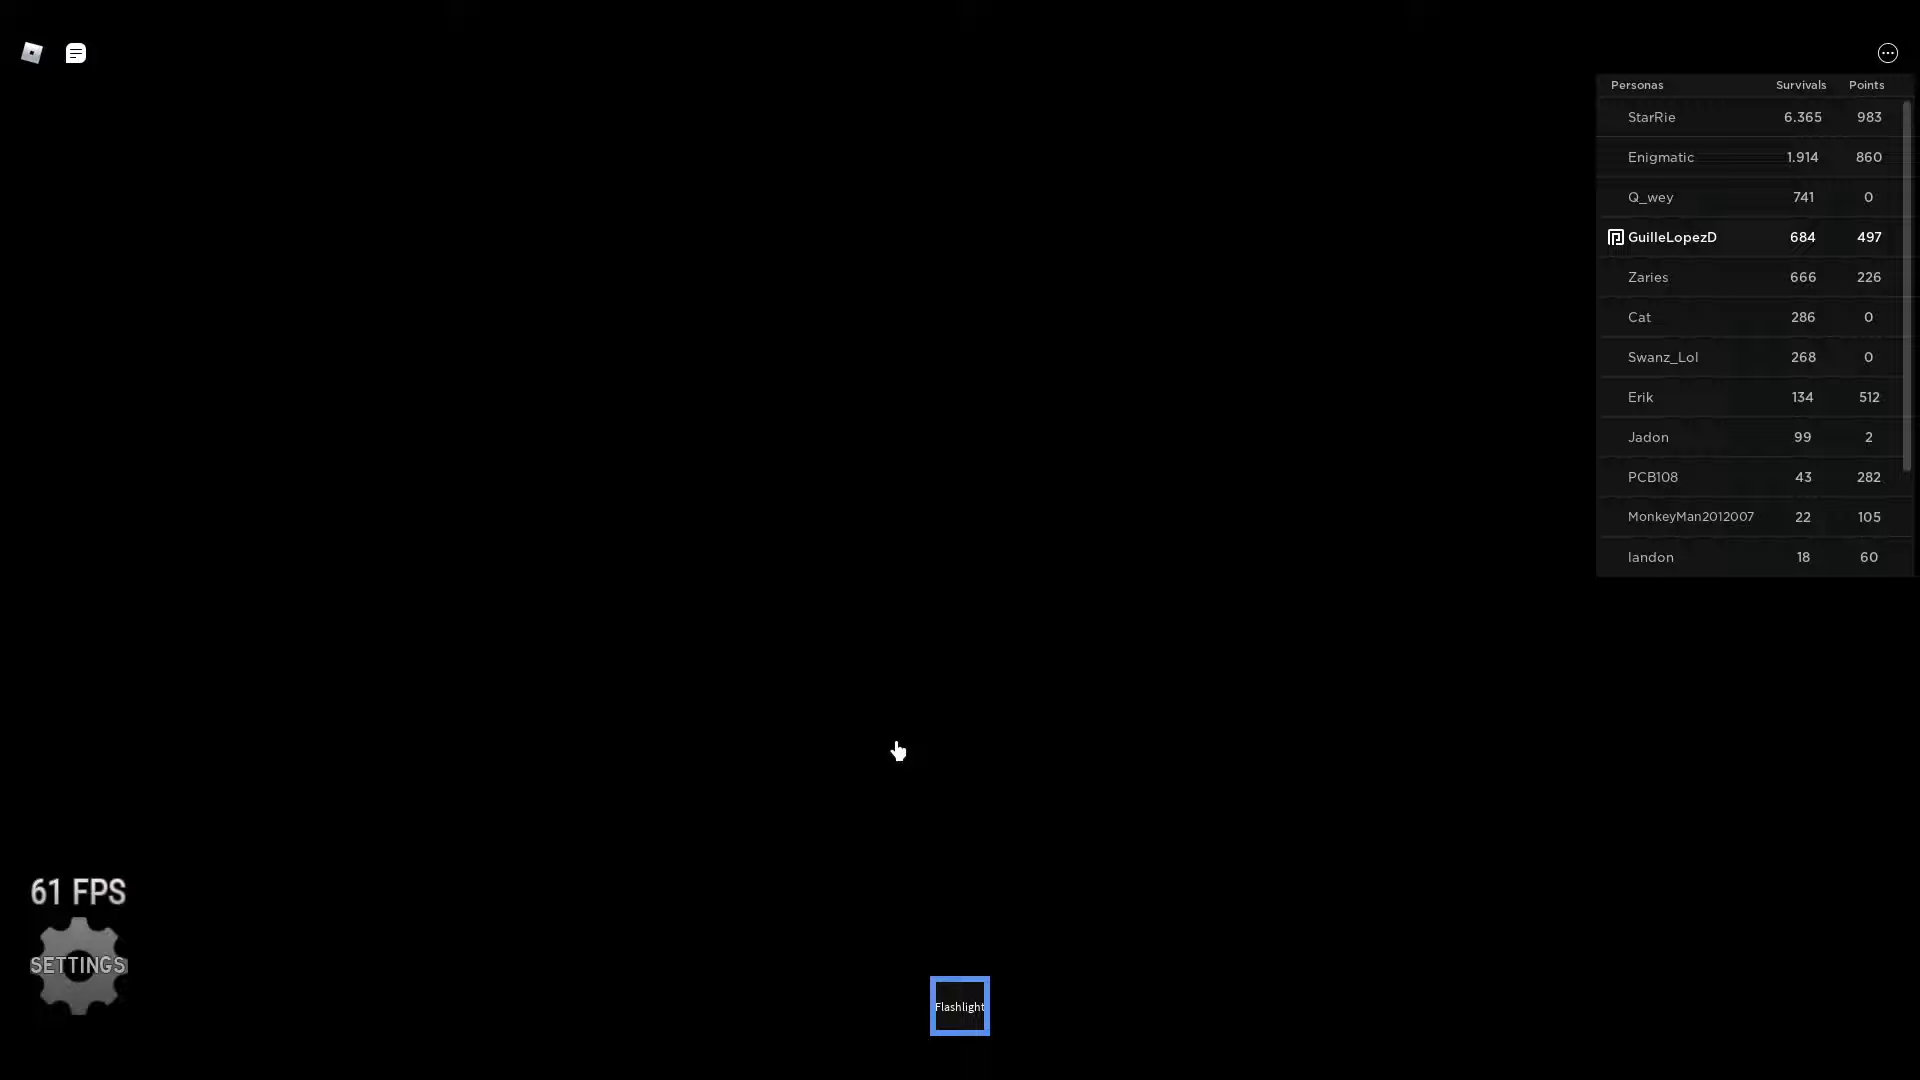 Personas Survivals Points
StarRie 6.365 983
Enigmatic 1.914 860
Q_wey 741 0
GuilleLopezD 684 497
Zaries 666 226
Cat 286 0
Swanz_Lol 268 0
Erik 134 512
Jadon 99 2
PCB108 43 282
MonkeyMan2012007 22 105
landon 18 60
61 FPS
SETTINGS
Flashlight